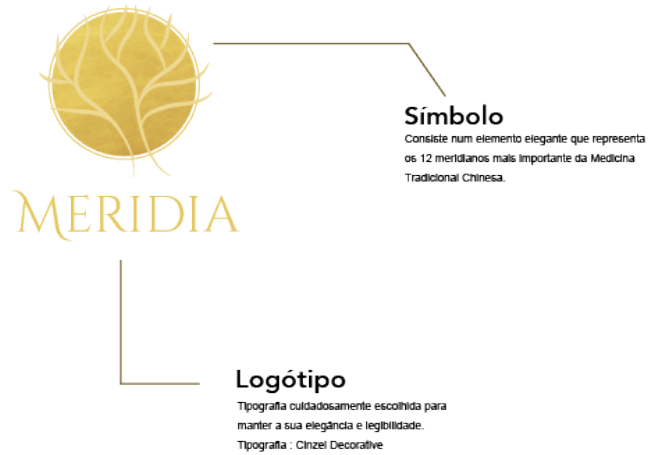 MERIDIA
Símbolo
Consiste num elemento elegante que representa
os 12 meridianos mais importante da Medicina
Tradicional Chinesa.
Logótipo
Tipografia cuidadosamente escolhida para
manter a sua elegância e legibilidade.
Tipografia : Cinzel Decorative